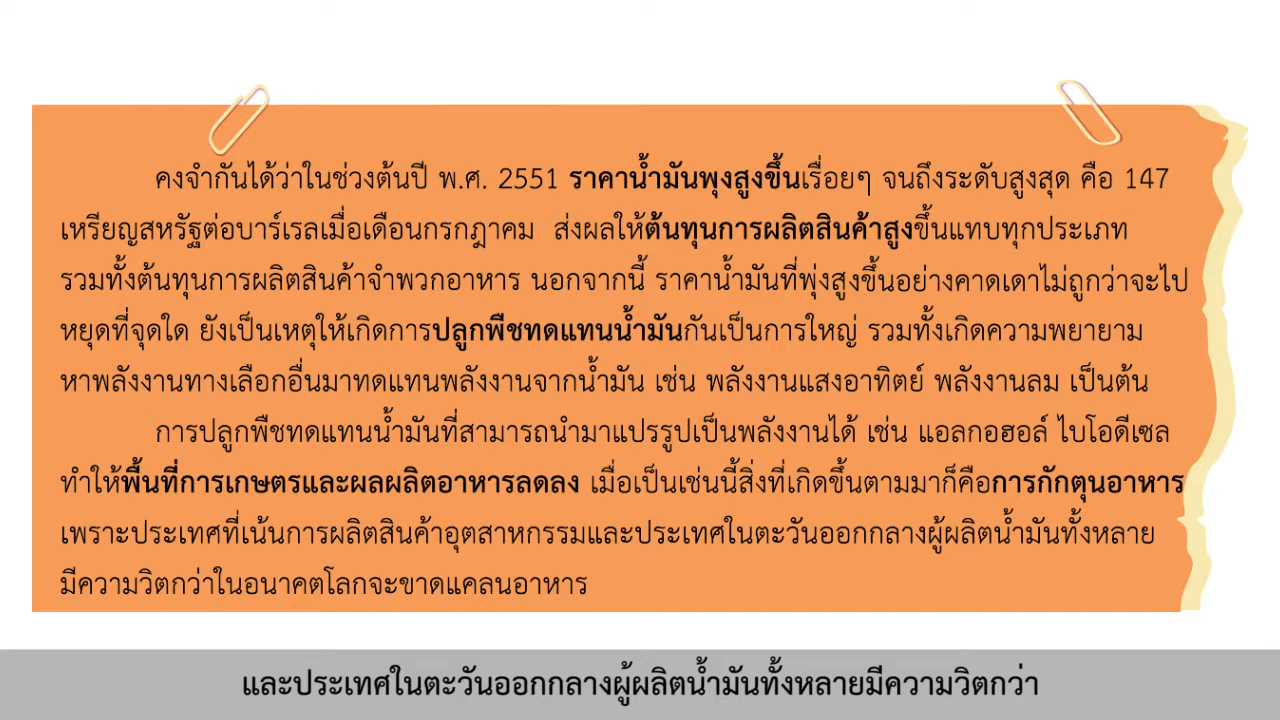 คงจำกันได้ว่าในช่วงต้นปี พ.ศ. 2551 ราคาน้ำมันพุงสูงขึ้นเรื่อยๆ จนถึงระดับสูงสุด คือ 147
เหรียญสหรัฐต่อบาร์เรลเมื่อเดือนกรกฎาคม ส่งผลให้ต้นทุนการผลิตสินค้าสูงขึ้นแทบทุกประเภท
รวมทั้งต้นทุนการผลิตสินค้าจำพวกอาหาร นอกจากนี้ ราคาน้ำมันที่พุ่งสูงขึ้นอย่างคาดเดาไม่ถูกว่าจะไป
หยุดที่จุดใด ยังเป็นเหตุให้เกิดการปลูกพืชทดแทนน้ำมันกันเป็นการใหญ่ รวมทั้งเกิดความพยายาม
หาพลังงานทางเลือกอื่นมาทดแทนพลังงานจากน้ำมัน เช่น พลังงานแสงอาทิตย์ พลังงานลม เป็นต้น
การปลูกพืชทดแทนน้ำมันที่สามารถนำมาแปรรูปเป็นพลังงานได้ เช่น แอลกอฮอล์ ไบโอดีเซล
ทำให้พื้นที่การเกษตรและผลผลิตอาหารลดลง เมื่อเป็นเช่นนี้สิ่งที่เกิดขึ้นตามมาก็คือการกักตุนอาหาร
เพราะประเทศที่เน้นการผลิตสินค้าอุตสาหกรรมและประเทศในตะวันออกกลางผู้ผลิตน้ำมันทั้งหลาย
มีความวิตกว่าในอนาคตโลกจะขาดแคลนอาหาร
และประเทศในตะวันออกกลางผู้ผลิตน้ำมันทั้งหลายมีความวิตกว่า